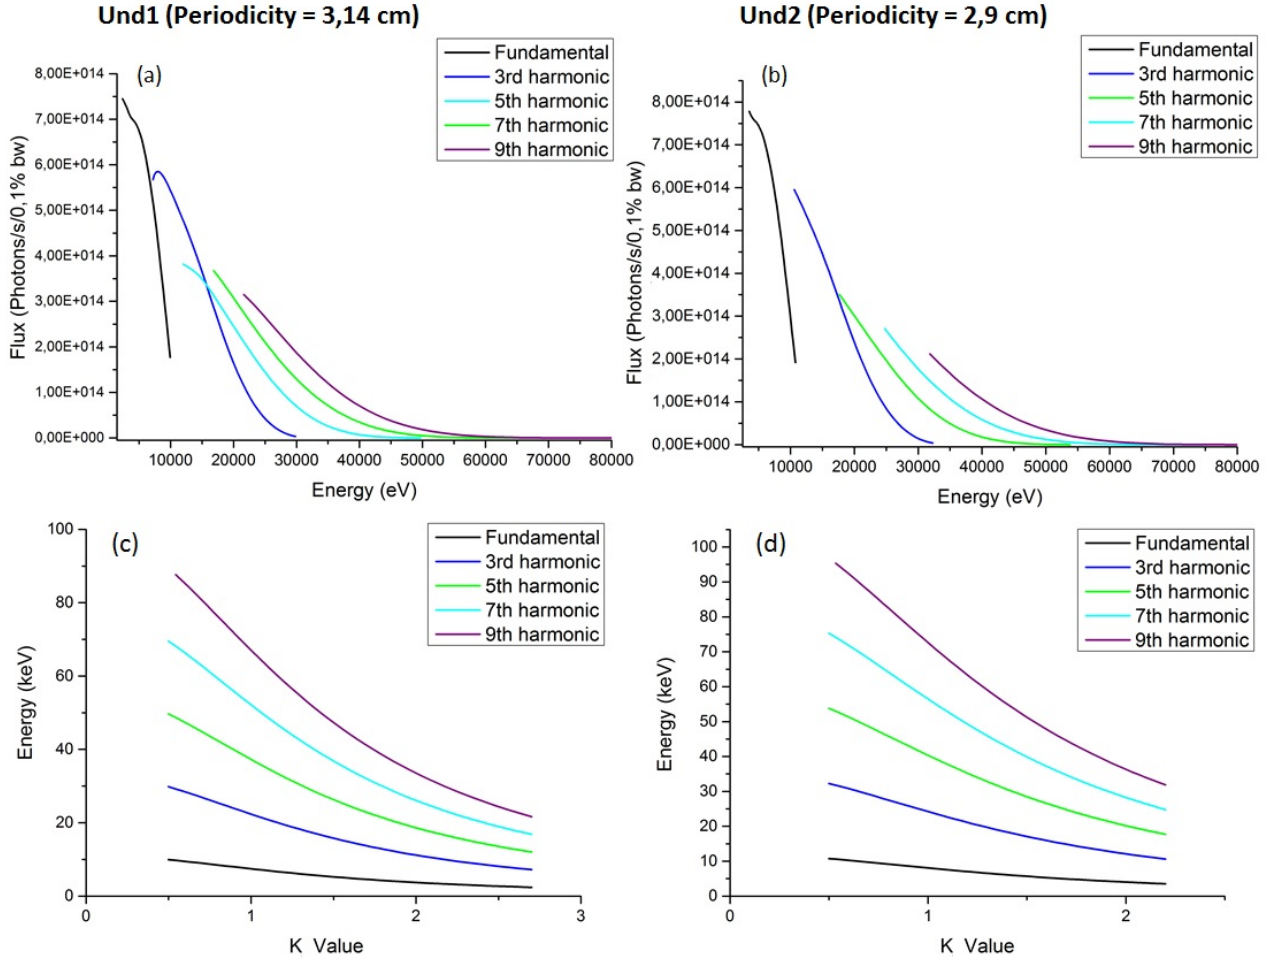 Und1 (Periodicity = 3,14 cm)
Und2 (Periodicity = 2,9 cm)
(a)
Fundamental
3rd harmonic
5th harmonic
7th harmonic
9th harmonic
8,00E+014
7,00E+014
6,00E+014
5,00E+014
4,00E+014
3,00E+014
2,00E+014
1,00E+014
0,00E+000
Flux (Photons/s/0,1% bw)
10000 20000 30000 40000 50000 60000 70000 80000
Energy (eV)
(b)
Fundamental
3rd harmonic
5th harmonic
7th harmonic
9th harmonic
8,00E+014
7,00E+014
6,00E+014
5,00E+014
4,00E+014
3,00E+014
2,00E+014
1,00E+014
0,00E+000
Flux (Photons/s/0,1% bw)
10000 20000 30000 40000 50000 60000 70000 80000
Energy (eV)
(c)
Fundamental
3rd harmonic
5th harmonic
7th harmonic
9th harmonic
100
80
60
40
20
0
Energy (keV)
0 1 2 3
K Value
(d)
Fundamental
3rd harmonic
5th harmonic
7th harmonic
9th harmonic
100
90
80
70
60
50
40
30
20
10
0
Energy (keV)
0 1 2
K Value